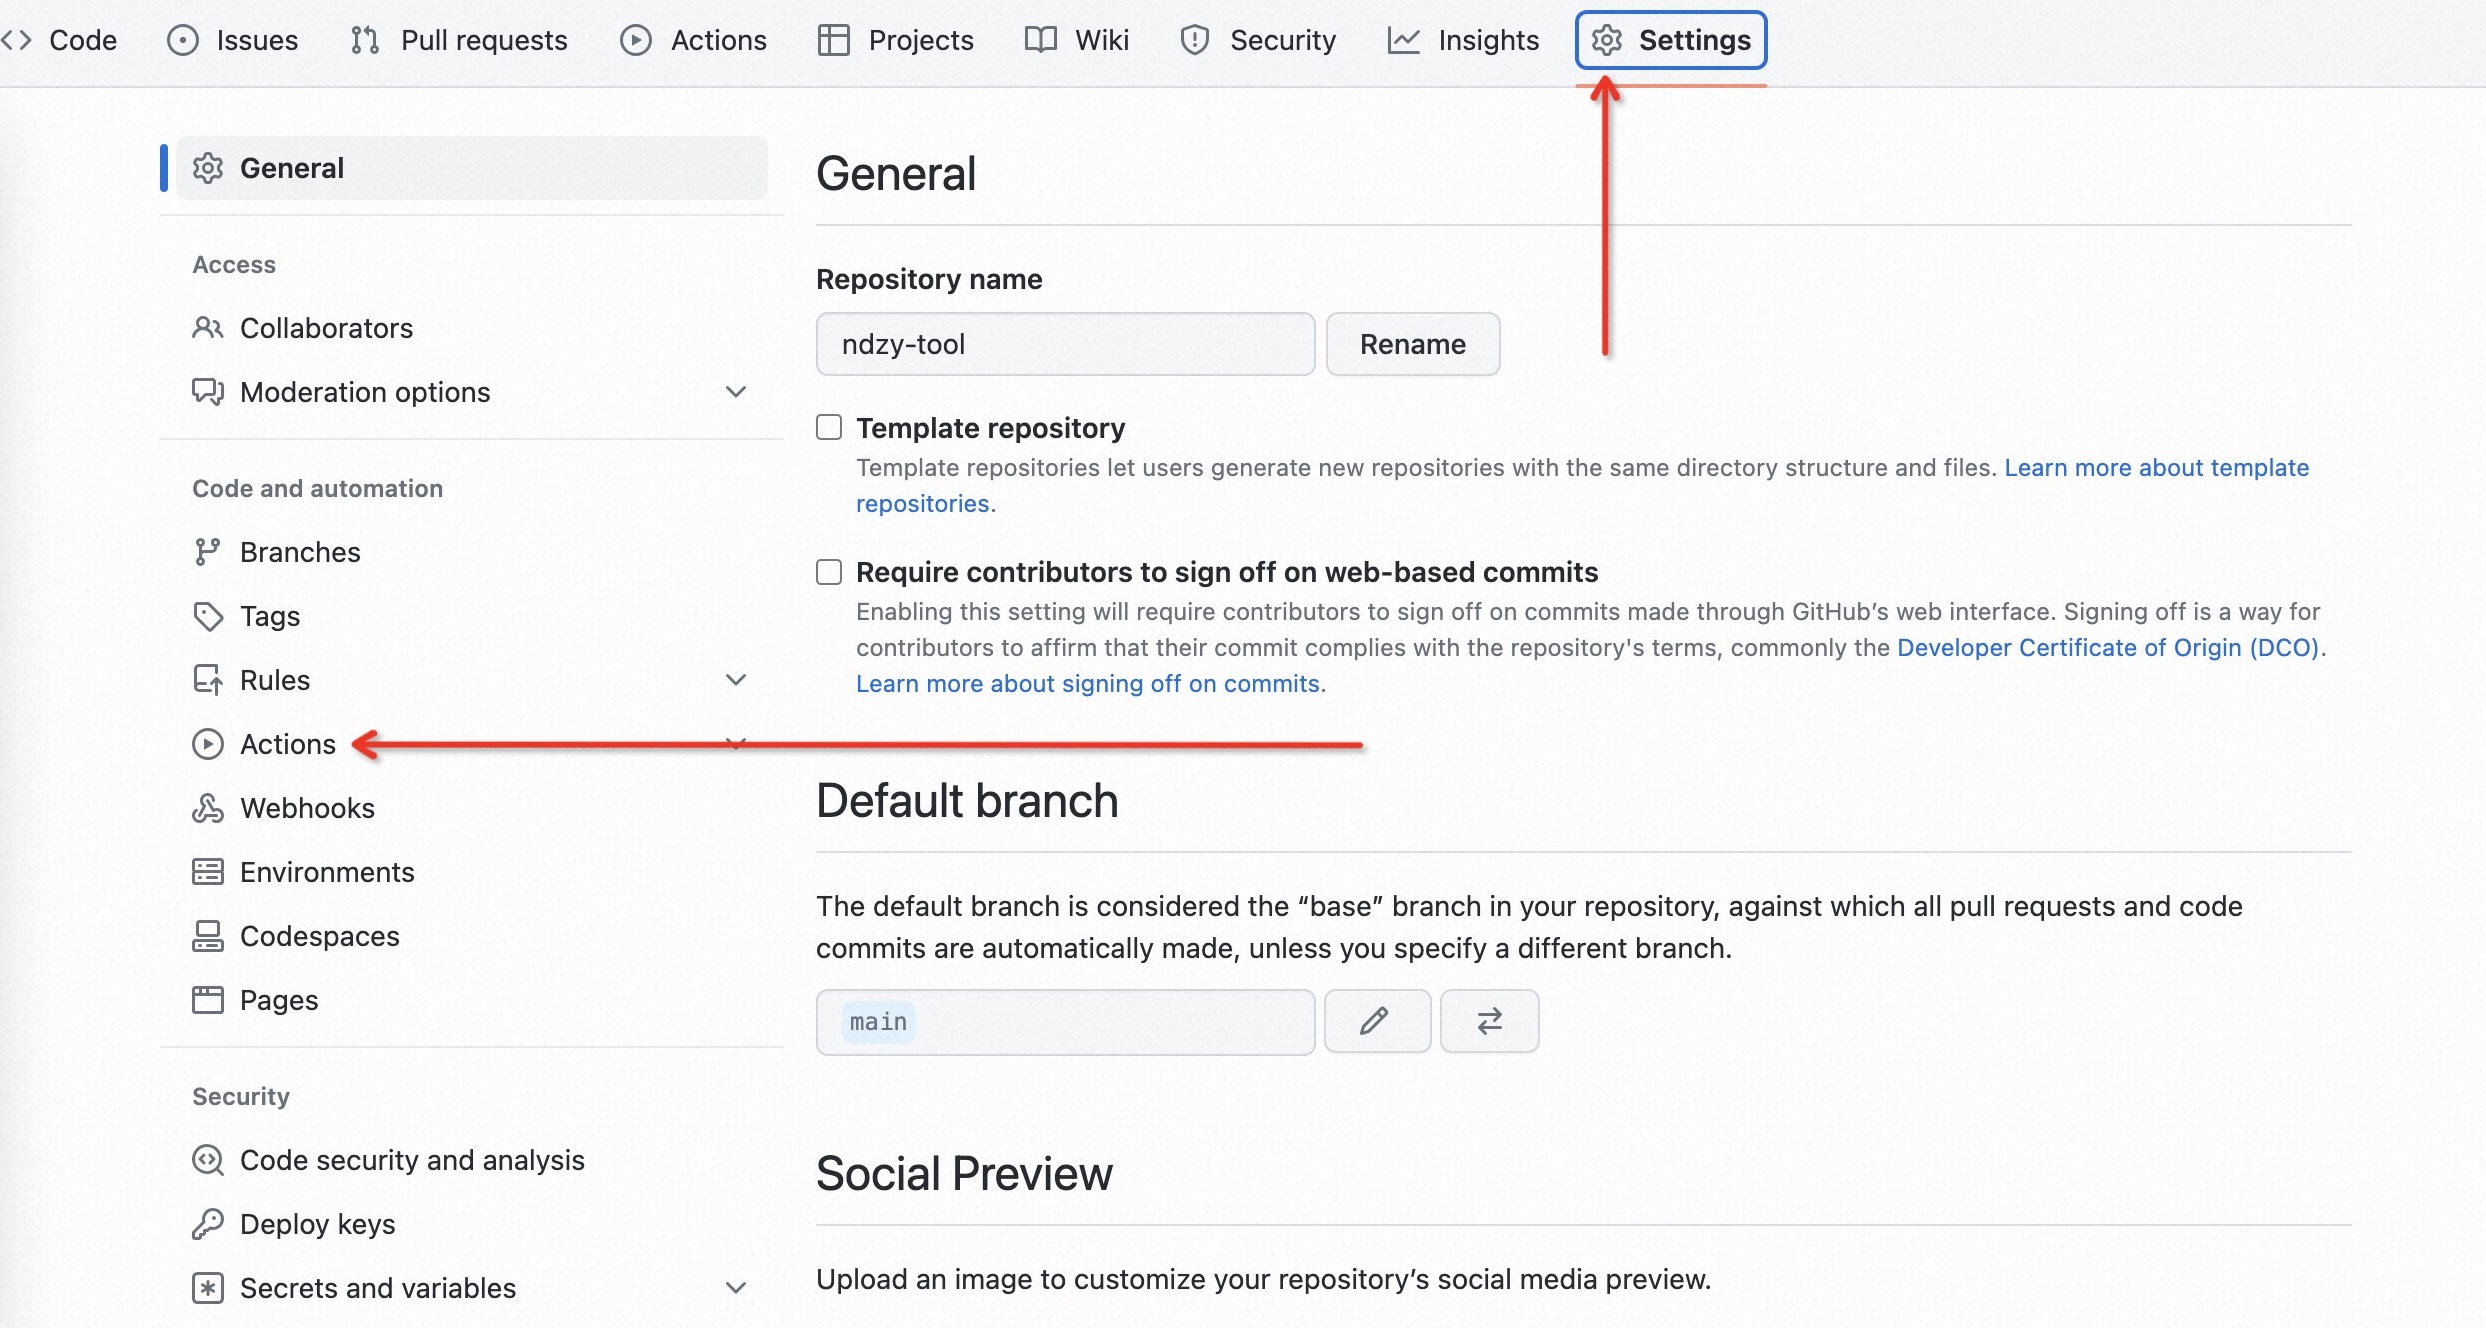 Code Issues Pull requests Actions Projects Wiki Security Insights Settings
General
Access
Collaborators
Moderation options
Code and automation
Branches
Tags
Rules
Actions
Webhooks
Environments
Codespaces
Pages
Security
Code security and analysis
Deploy keys
Secrets and variables
General
Repository name
ndzy-tool Rename
Template repository
Template repositories let users generate new repositories with the same directory structure and files. Learn more about template
repositories.
Require contributors to sign off on web-based commits
Enabling this setting will require contributors to sign off on commits made through GitHub’s web interface. Signing off is a way for
contributors to affirm that their commit complies with the repository's terms, commonly the Developer Certificate of Origin (DCO).
Learn more about signing off on commits.
Default branch
The default branch is considered the “base” branch in your repository, against which all pull requests and code
commits are automatically made, unless you specify a different branch.
main
Social Preview
Upload an image to customize your repository’s social media preview.